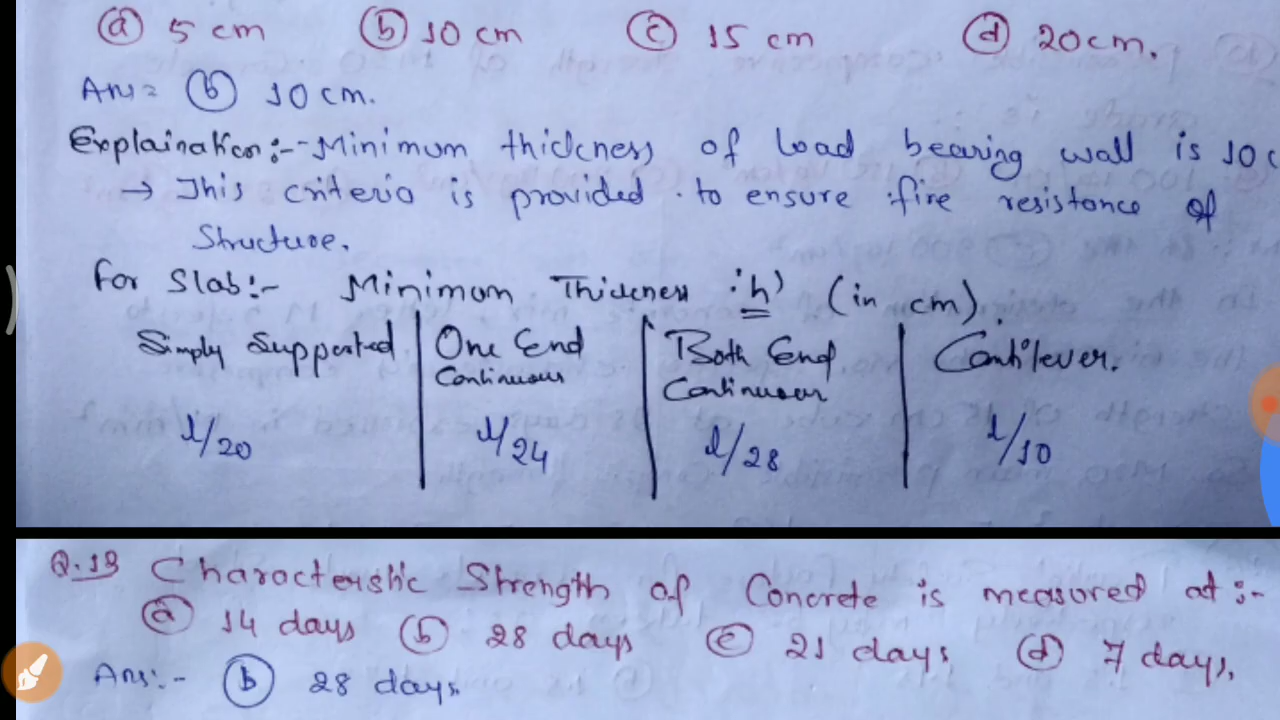 (a) 5 cm (b) 10 cm (c) 15 cm (d) 20cm.
Ans= (b) 10 cm.
Explaination:-- Minimum thickness of Load bearing wall is 10c
→ This criteria is provided to ensure fire resistance of
Structure.
for Slab:- Minimum Thickness 'h' (in cm).
Simply Supported | One End Continuous | Both End Continuous | Cantilever.
l/20 | l/24 | l/28 | l/10
Q.13 Characteristic Strength of Concrete is measured at:-
(a) 14 days (b) 28 days (c) 21 days (d) 7 days.
Ans:- (b) 28 days.